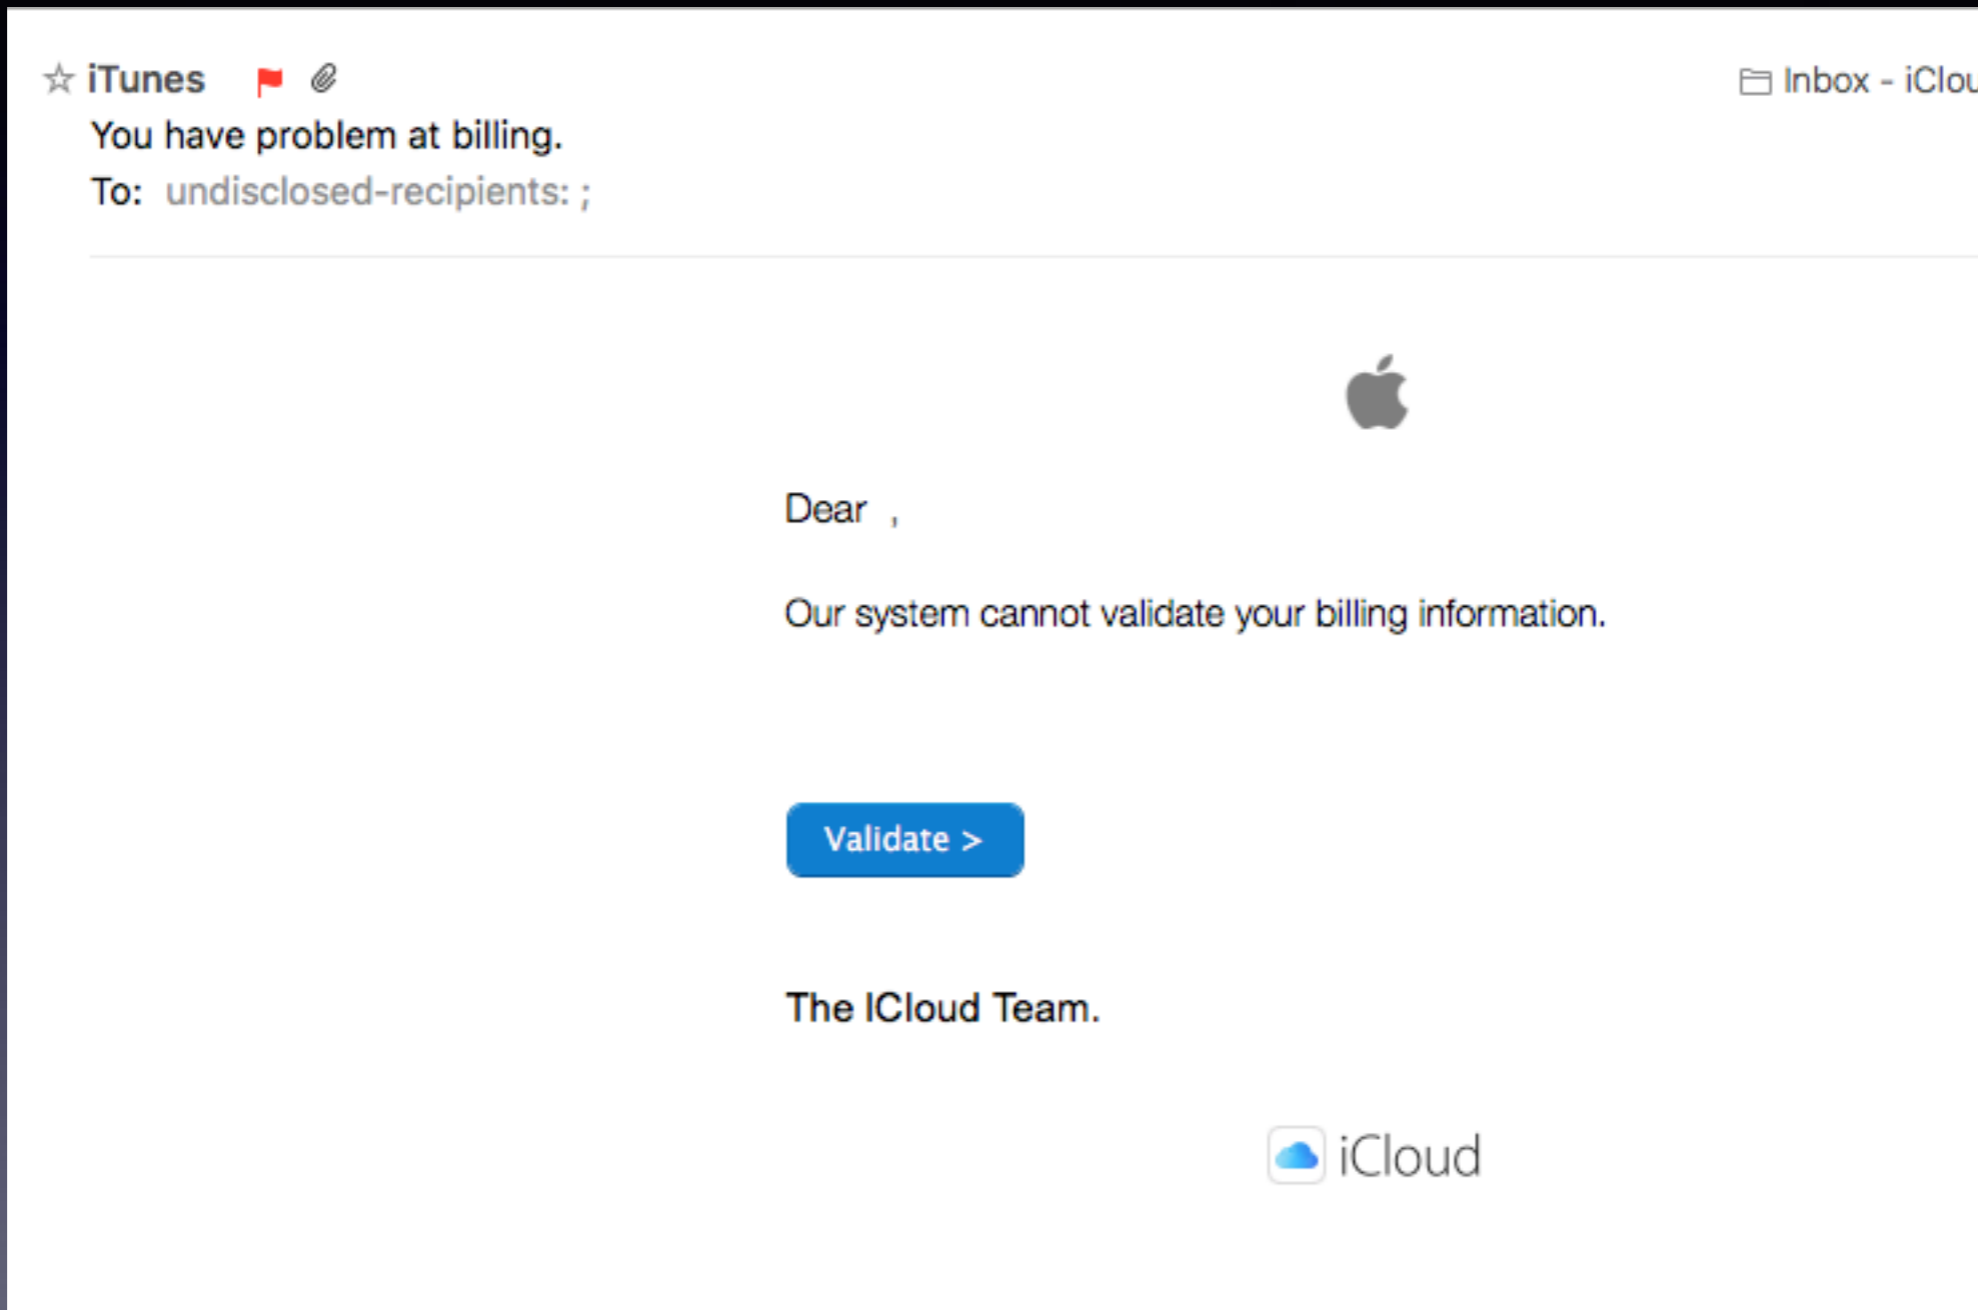 iTunes
Inbox - iClou
You have problem at billing.
To: undisclosed-recipients: ;
Dear ,
Our system cannot validate your billing information.
Validate >
The ICloud Team.
iCloud